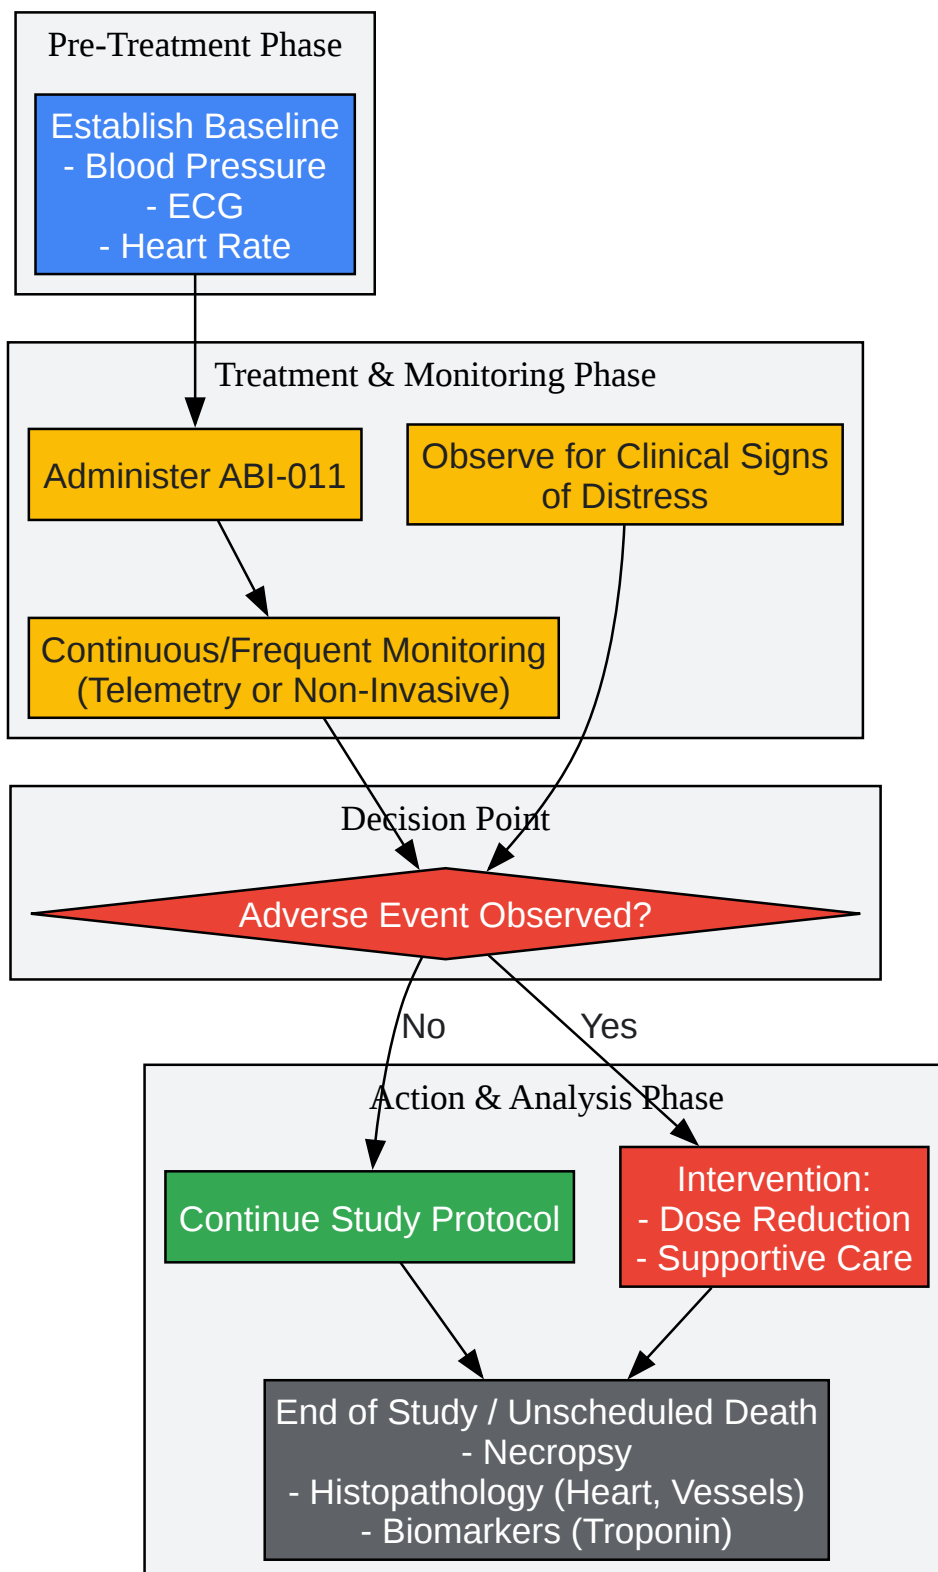 Pre-Treatment Phase
Establish Baseline
- Blood Pressure
- ECG
- Heart Rate
Treatment & Monitoring Phase
Administer ABI-011
Observe for Clinical Signs
of Distress
Continuous/Frequent Monitoring
(Telemetry or Non-Invasive)
Decision Point
Adverse Event Observed?
No
Yes
Action & Analysis Phase
Continue Study Protocol
Intervention:
- Dose Reduction
- Supportive Care
End of Study / Unscheduled Death
- Necropsy
- Histopathology (Heart, Vessels)
- Biomarkers (Troponin)